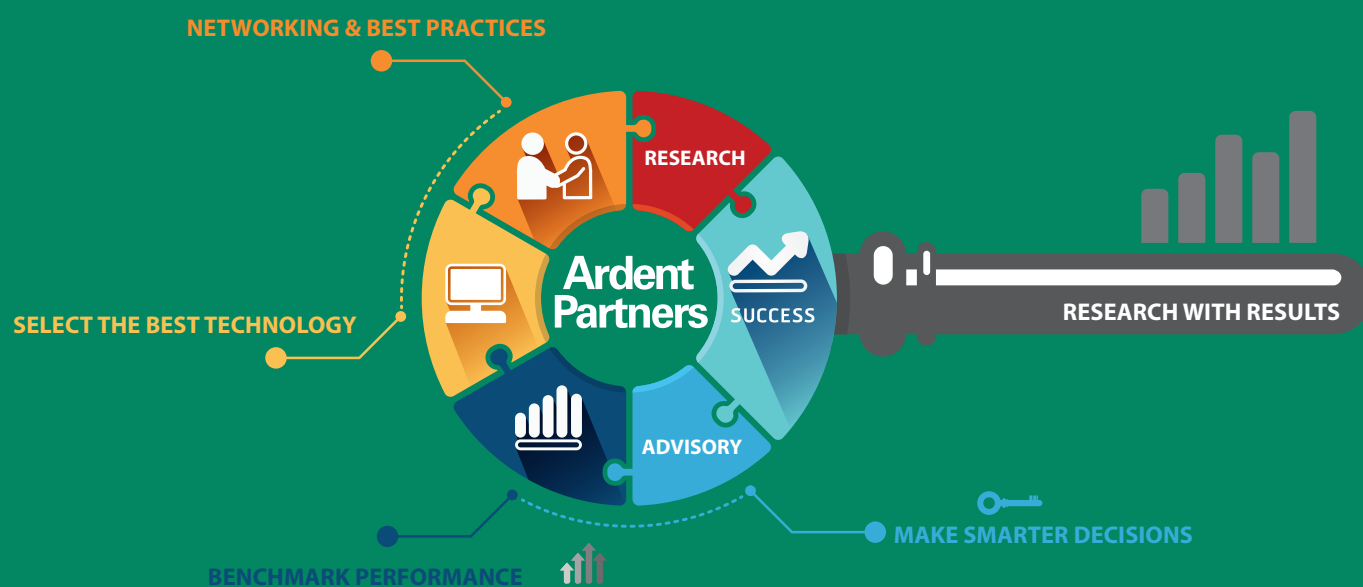 NETWORKING & BEST PRACTICES
RESEARCH
Ardent
Partners
SUCCESS
RESEARCH WITH RESULTS
SELECT THE BEST TECHNOLOGY
ADVISORY
MAKE SMARTER DECISIONS
BENCHMARK PERFORMANCE